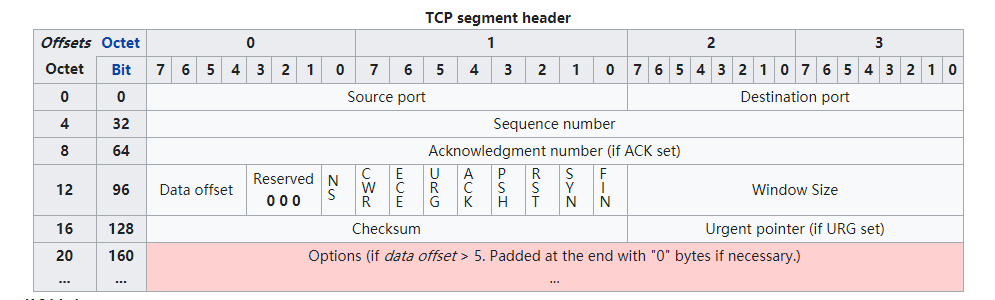 TCP segment header
Offsets Octet 0 1 2 3
Octet Bit 7 6 5 4 3 2 1 0 7 6 5 4 3 2 1 0 7 6 5 4 3 2 1 0 7 6 5 4 3 2 1 0
0 0 Source port Destination port
4 32 Sequence number
8 64 Acknowledgment number (if ACK set)
12 96 Data offset Reserved 0 0 0 NS CWR ECE URG ACK PSH RST SYN FIN Window Size
16 128 Checksum Urgent pointer (if URG set)
20 160 Options (if data offset > 5. Padded at the end with "0" bytes if necessary.)
... ... ...